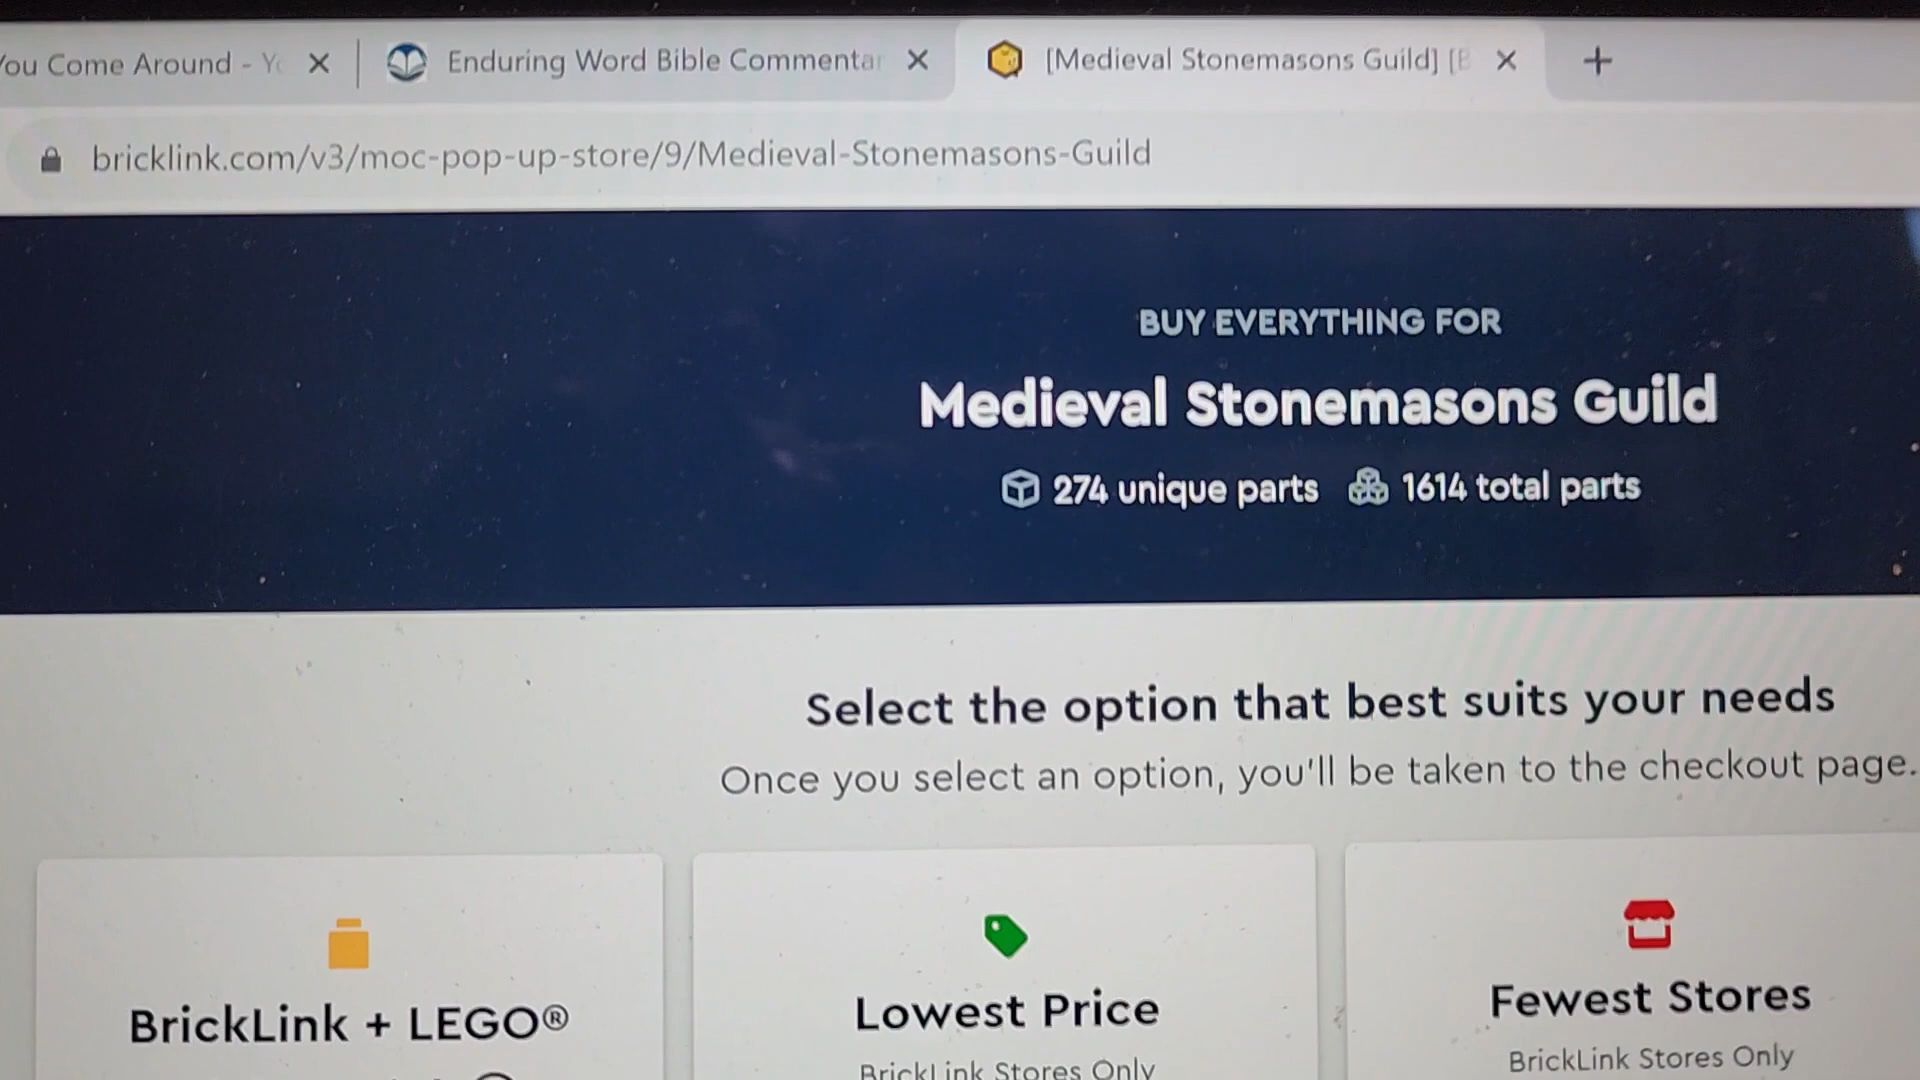 You Come Around - Yo
Enduring Word Bible Commentar
[Medieval Stonemasons Guild] [B
bricklink.com/v3/moc-pop-up-store/9/Medieval-Stonemasons-Guild
BUY EVERYTHING FOR
Medieval Stonemasons Guild
274 unique parts 1614 total parts
Select the option that best suits your needs
Once you select an option, you'll be taken to the checkout page.
BrickLink + LEGO®
Lowest Price
BrickLink Stores Only
Fewest Stores
BrickLink Stores Only